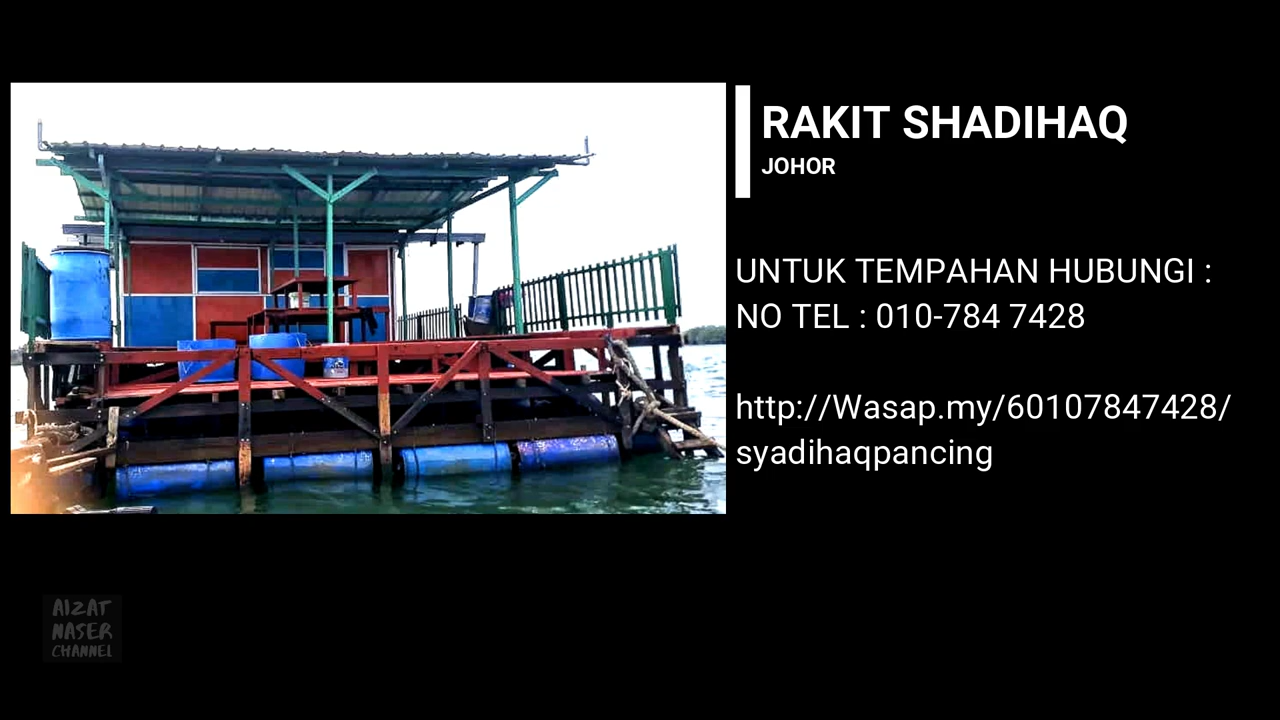 RAKIT SHADIHAQ
JOHOR
UNTUK TEMPAHAN HUBUNGI :
NO TEL : 010-784 7428
http://Wasap.my/60107847428/
syadihaqpancing
AIZAT
NASER
CHANNEL